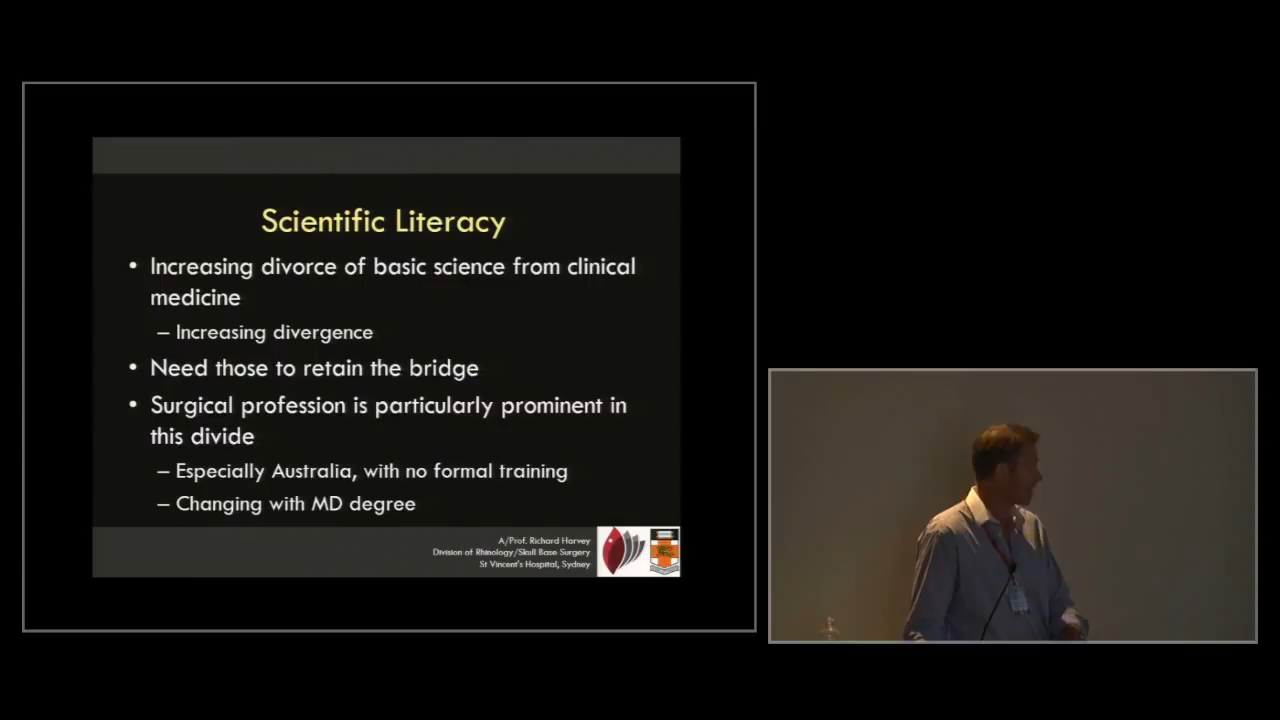 Scientific Literacy
• Increasing divorce of basic science from clinical
medicine
– Increasing divergence
• Need those to retain the bridge
• Surgical profession is particularly prominent in
this divide
– Especially Australia, with no formal training
– Changing with MD degree
A/Prof. Richard Harvey
Division of Rhinology/Skull Base Surgery
St Vincent's Hospital, Sydney